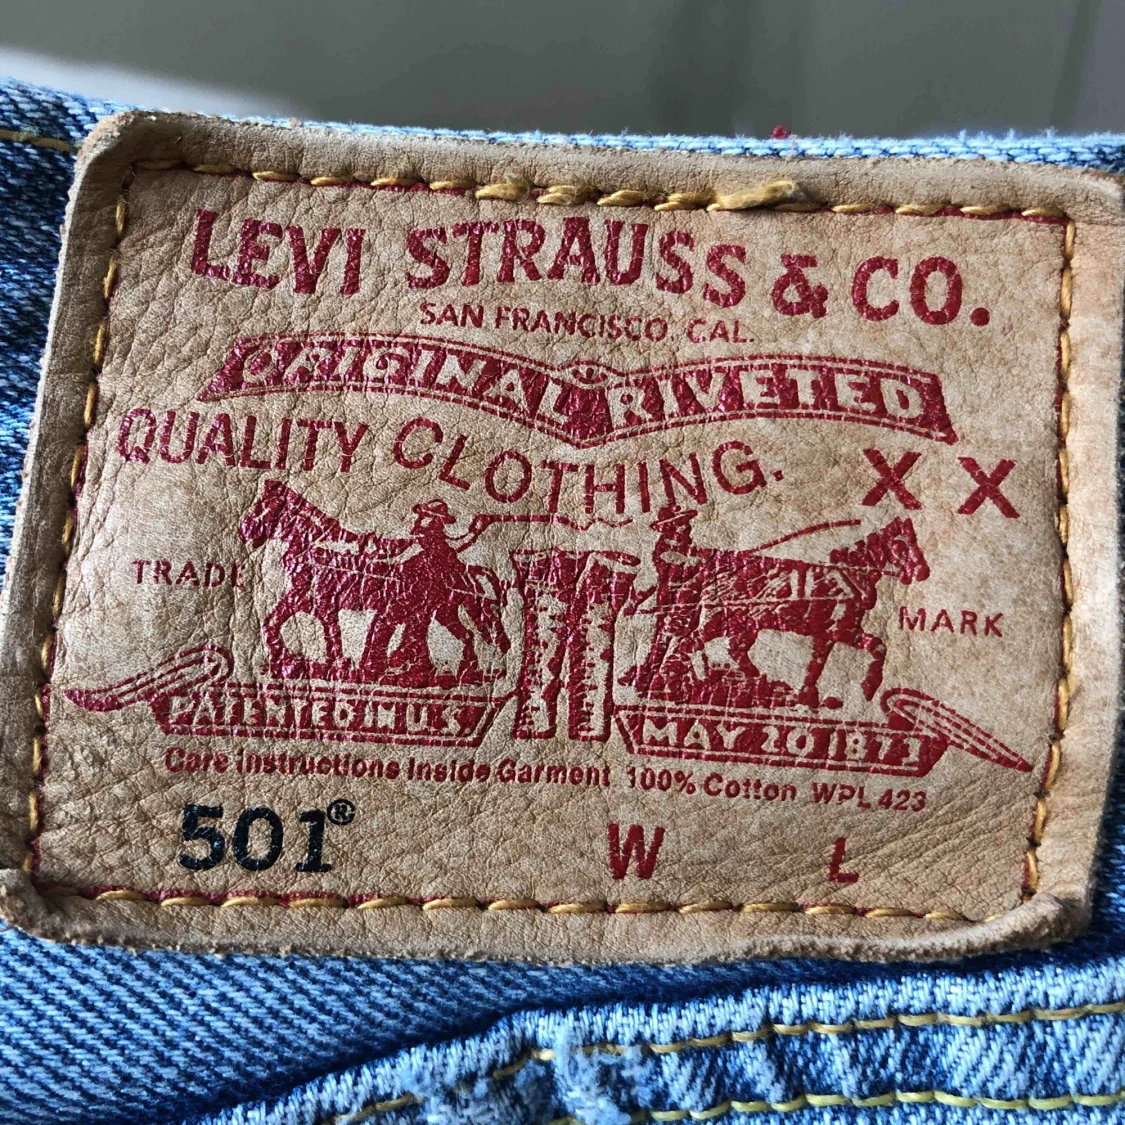 LEVI STRAUSS & CO.
SAN FRANCISCO, CAL.
ORIGINAL RIVETED
QUALITY CLOTHING. X X
TRADE MARK
PATENTED IN U.S. MAY 20 1873
Care Instructions Inside Garment 100% Cotton WPL 423
501® W L